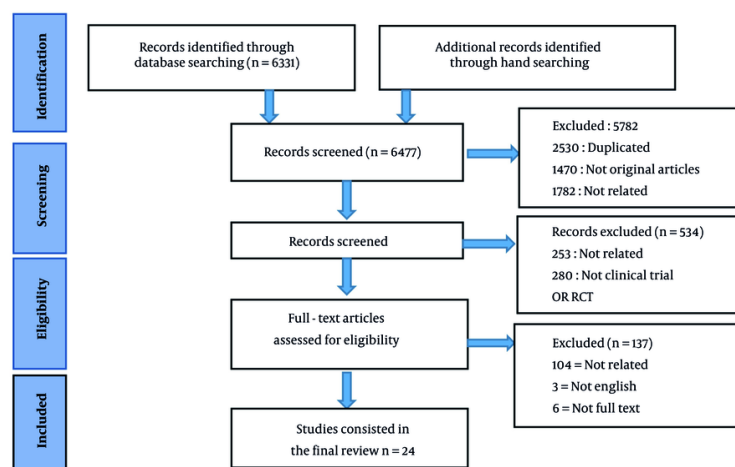 Identification
Records identified through
database searching (n = 6331)
Additional records identified
through hand searching
Records screened (n = 6477)
Excluded : 5782
2530 : Duplicated
1470 : Not original articles
1782 : Not related
Screening
Records screened
Records excluded (n = 534)
253 : Not related
280 : Not clinical trial
OR RCT
Eligibility
Full - text articles
assessed for eligibility
Excluded (n = 137)
104 = Not related
3 = Not english
6 = Not full text
Included
Studies consisted in
the final review n = 24